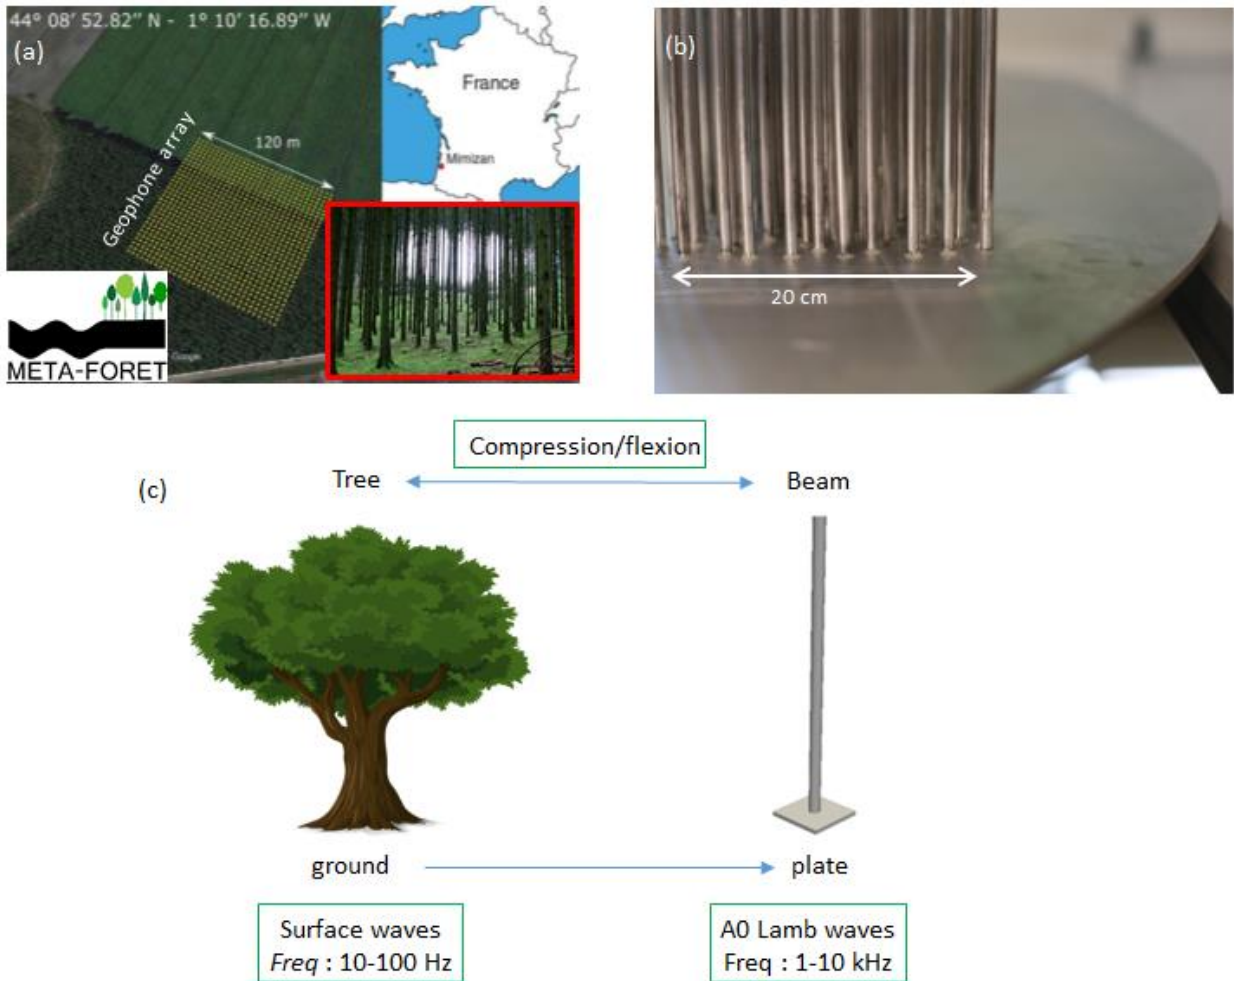 44° 08' 52.82'' N - 1° 10' 16.89'' W
(a)
Geophone array
120 m
France
Mimizan
Google
META-FORET
(b)
20 cm
Compression/flexion
(c)
Tree
Beam
ground
plate
Surface waves
Freq : 10-100 Hz
A0 Lamb waves
Freq : 1-10 kHz